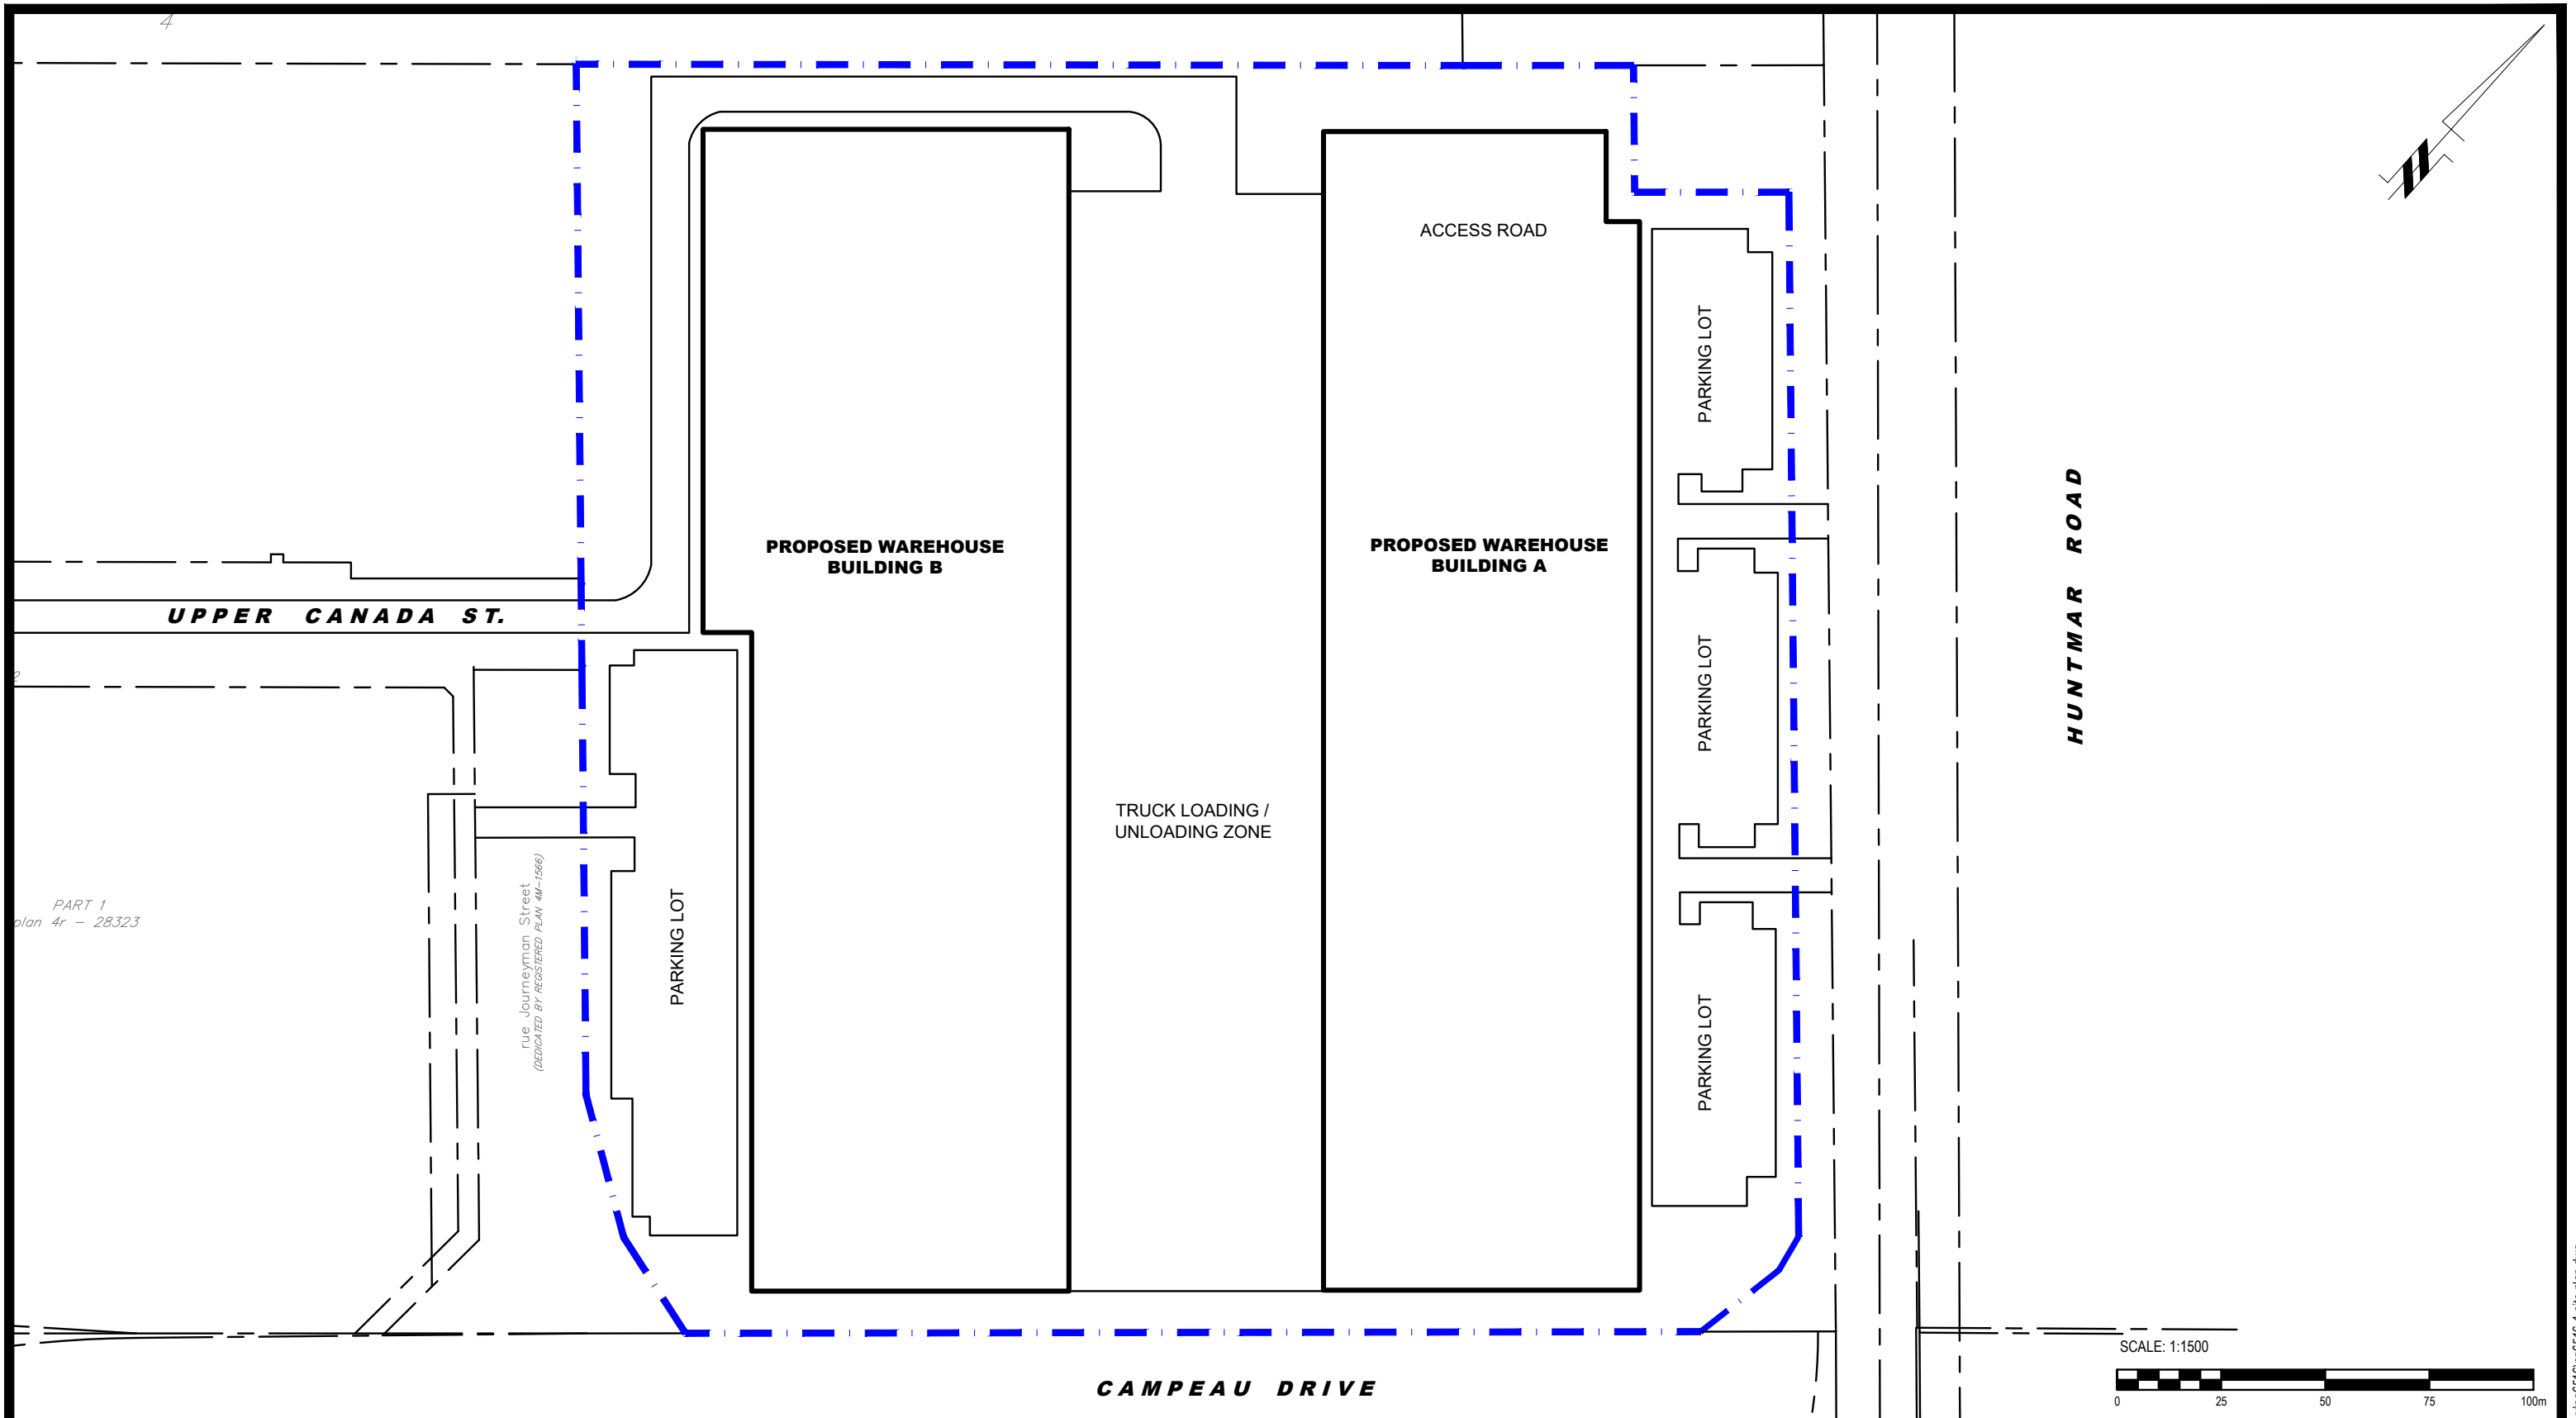 4
ACCESS ROAD
PARKING LOT
PROPOSED WAREHOUSE
BUILDING B
PROPOSED WAREHOUSE
BUILDING A
HUNTMAR ROAD
UPPER CANADA ST.
2
PARKING LOT
TRUCK LOADING /
UNLOADING ZONE
PART 1
plan 4r - 28323
rue Journeyman Street
(DEDICATED BY REGISTERED PLAN 4M-1566)
PARKING LOT
PARKING LOT
SCALE: 1:1500
0 25 50 75 100m
CAMPEAU DRIVE